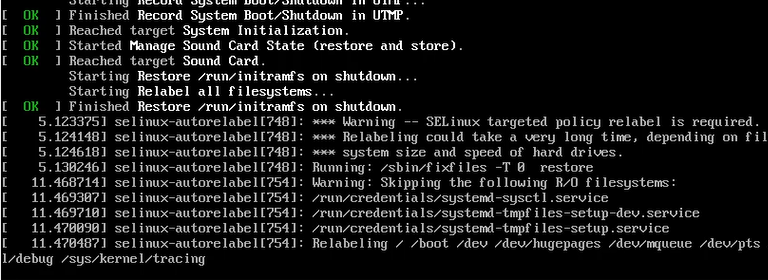 Starting Record System Boot/Shutdown in UTMP...
[  OK  ] Finished Record System Boot/Shutdown in UTMP.
[  OK  ] Reached target System Initialization.
[  OK  ] Started Manage Sound Card State (restore and store).
[  OK  ] Reached target Sound Card.
Starting Restore /run/initramfs on shutdown...
Starting Relabel all filesystems...
[  OK  ] Finished Restore /run/initramfs on shutdown.
[    5.123375] selinux-autorelabel[748]: *** Warning -- SELinux targeted policy relabel is required.
[    5.124148] selinux-autorelabel[748]: *** Relabeling could take a very long time, depending on fil
[    5.124618] selinux-autorelabel[748]: *** system size and speed of hard drives.
[    5.130246] selinux-autorelabel[748]: Running: /sbin/fixfiles -T 0  restore
[   11.468714] selinux-autorelabel[754]: Warning: Skipping the following R/O filesystems:
[   11.469307] selinux-autorelabel[754]: /run/credentials/systemd-sysctl.service
[   11.469710] selinux-autorelabel[754]: /run/credentials/systemd-tmpfiles-setup-dev.service
[   11.470090] selinux-autorelabel[754]: /run/credentials/systemd-tmpfiles-setup.service
[   11.470487] selinux-autorelabel[754]: Relabeling / /boot /dev /dev/hugepages /dev/mqueue /dev/pts
l/debug /sys/kernel/tracing